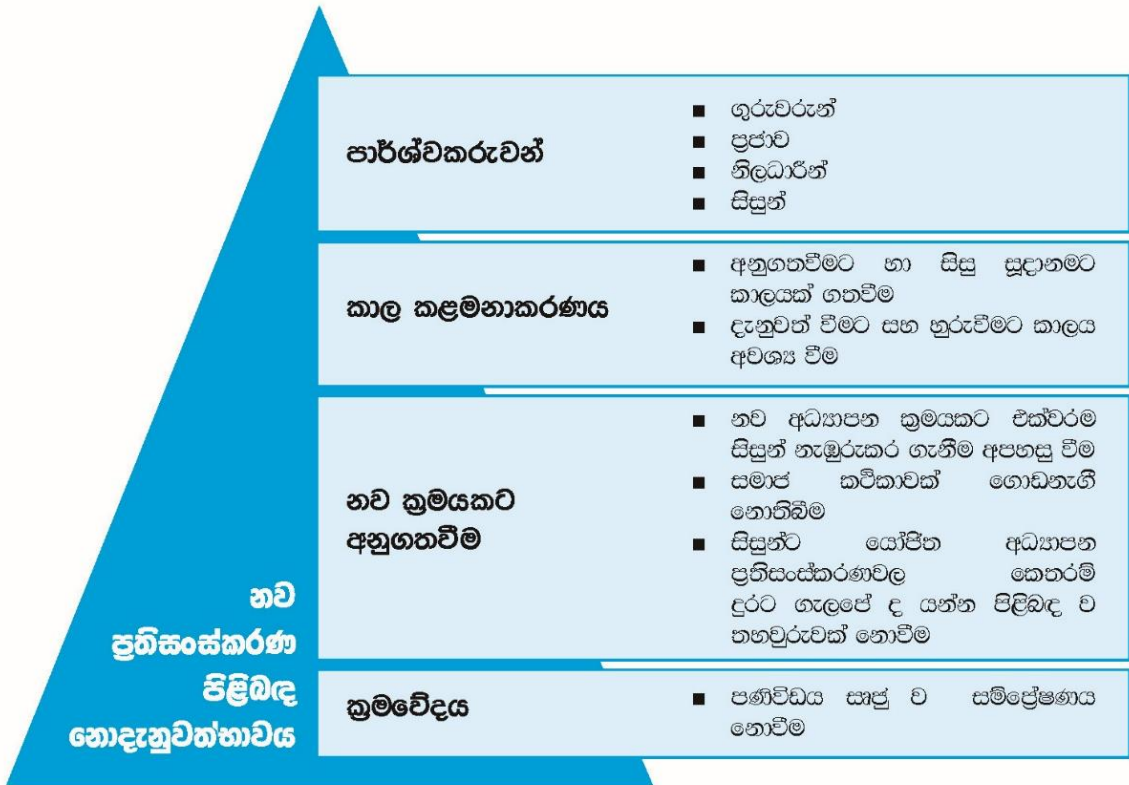 පාර්ශ්වකරුවන්
■ ගුරුවරුන්
■ ප්‍රජාව
■ නිලධාරීන්
■ සිසුන්
කාල කළමනාකරණය
■ අනුගතවීමට හා සිසු සූදානමට
කාලයක් ගතවීම
■ දැනුවත් වීමට සහ හුරුවීමට කාලය
අවශ්‍ය වීම
නව ක්‍රමයකට
අනුගතවීම
■ නව අධ්‍යාපන ක්‍රමයකට එක්වරම
සිසුන් නැඹුරුකර ගැනීම අපහසු වීම
■ සමාජ කථිකාවක් ගොඩනැගී
නොතිබීම
■ සිසුන්ට යෝජිත අධ්‍යාපන
ප්‍රතිසංස්කරණවල කෙතරම්
දුරට ගැලපේ ද යන්න පිළිබඳ ව
තහවුරුවක් නොවීම
ක්‍රමවේදය
■ පණිවිඩය ඍජු ව සම්ප්‍රේෂණය
නොවීම
නව
ප්‍රතිසංස්කරණ
පිළිබඳ
නොදැනුවත්භාවය